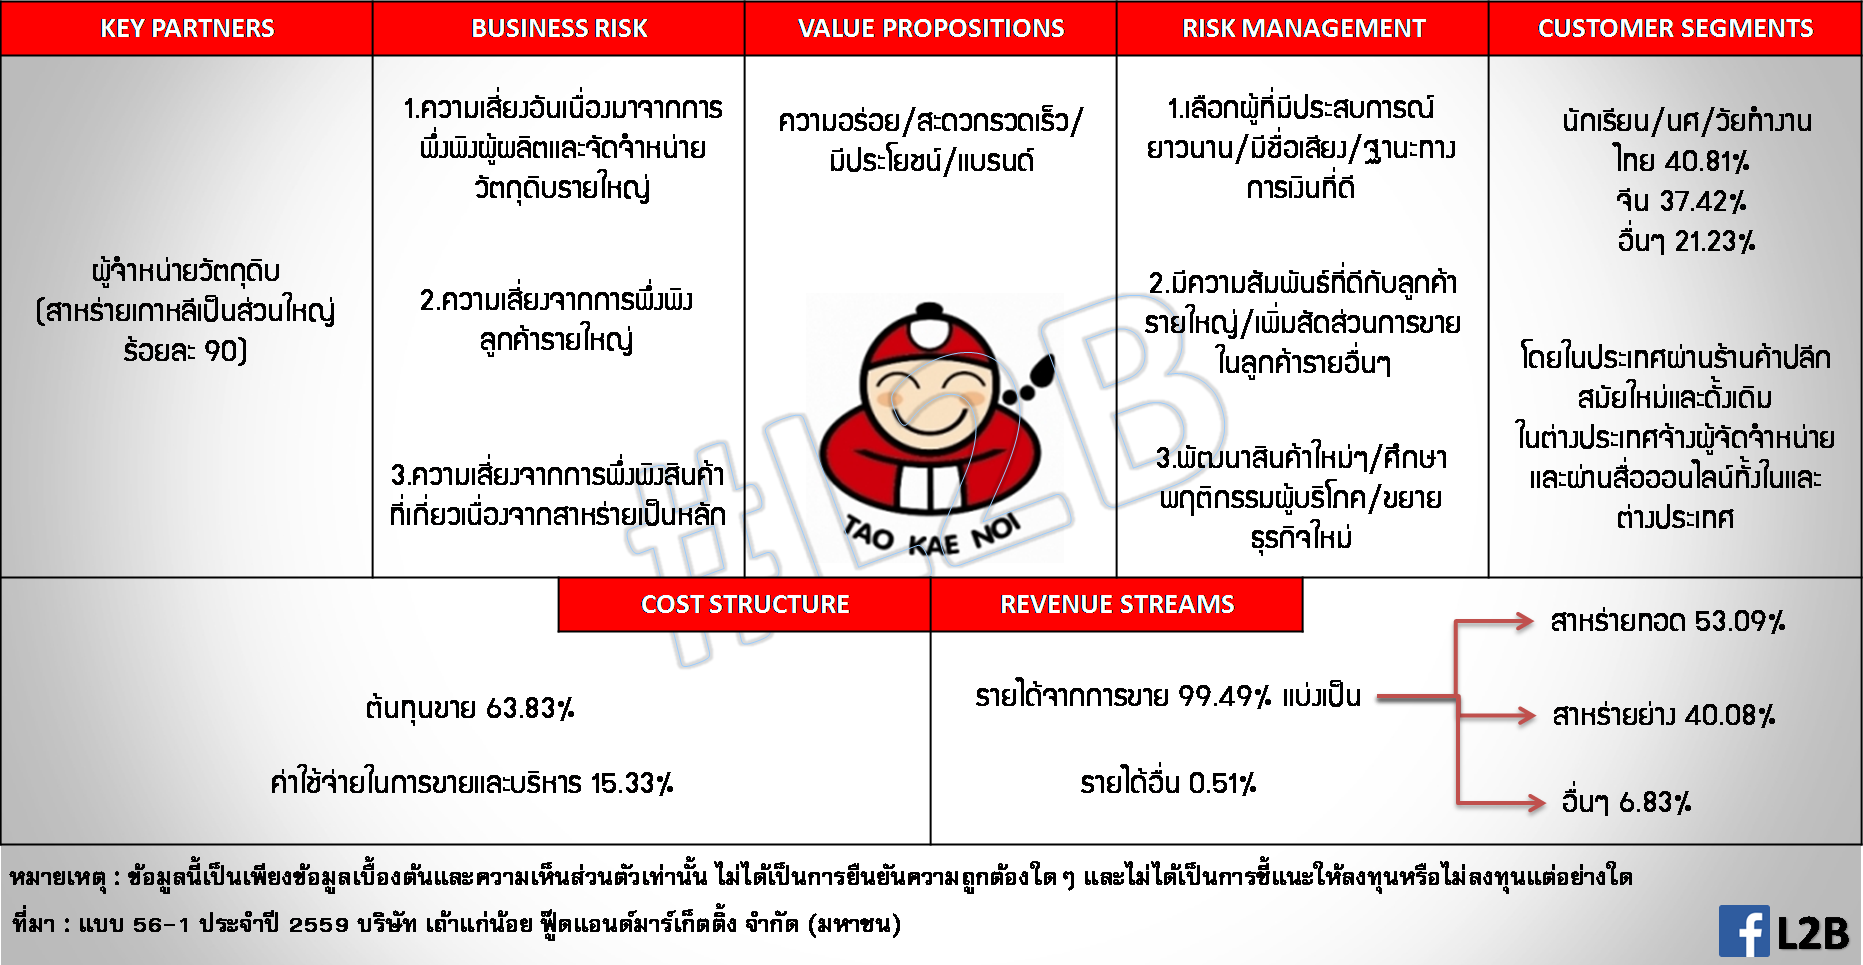 KEY PARTNERS
BUSINESS RISK
VALUE PROPOSITIONS
RISK MANAGEMENT
CUSTOMER SEGMENTS
ผู้จำหน่ายวัตถุดิบ
(สาหร่ายเกาหลีเป็นส่วนใหญ่
ร้อยละ 90)
1.ความเสี่ยงอันเนื่องมาจากการ
พึ่งพิงผู้ผลิตและจัดจำหน่าย
วัตถุดิบรายใหญ่
2.ความเสี่ยงจากการพึ่งพิง
ลูกค้ารายใหญ่
3.ความเสี่ยงจากการพึ่งพิงสินค้า
ที่เกี่ยวเนื่องจากสาหร่ายเป็นหลัก
ความอร่อย/สะดวกรวดเร็ว/
มีประโยชน์/แบรนด์
TAO KAE NOI
#L2B
1.เลือกผู้ที่มีประสบการณ์
ยาวนาน/มีชื่อเสียง/ฐานะทาง
การเงินที่ดี
2.มีความสัมพันธ์ที่ดีกับลูกค้า
รายใหญ่/เพิ่มสัดส่วนการขาย
ในลูกค้ารายอื่นๆ
3.พัฒนาสินค้าใหม่ๆ/ศึกษา
พฤติกรรมผู้บริโภค/ขยาย
ธุรกิจใหม่
นักเรียน/นศ/วัยทำงาน
ไทย 40.81%
จีน 37.42%
อื่นๆ 21.23%
โดยในประเทศผ่านร้านค้าปลีก
สมัยใหม่และดั้งเดิม
ในต่างประเทศจ้างผู้จัดจำหน่าย
และผ่านสื่อออนไลน์ทั้งในและ
ต่างประเทศ
COST STRUCTURE
ต้นทุนขาย 63.83%
ค่าใช้จ่ายในการขายและบริหาร 15.33%
REVENUE STREAMS
รายได้จากการขาย 99.49% แบ่งเป็น
รายได้อื่น 0.51%
สาหร่ายทอด 53.09%
สาหร่ายย่าง 40.08%
อื่นๆ 6.83%
หมายเหตุ : ข้อมูลนี้เป็นเพียงข้อมูลเบื้องต้นและความเห็นส่วนตัวเท่านั้น ไม่ได้เป็นการยืนยันความถูกต้องใด ๆ และไม่ได้เป็นการชี้แนะให้ลงทุนหรือไม่ลงทุนแต่อย่างใด
ที่มา : แบบ 56-1 ประจำปี 2559 บริษัท เถ้าแก่น้อย ฟู๊ดแอนด์มาร์เก็ตติ้ง จำกัด (มหาชน)
f L2B